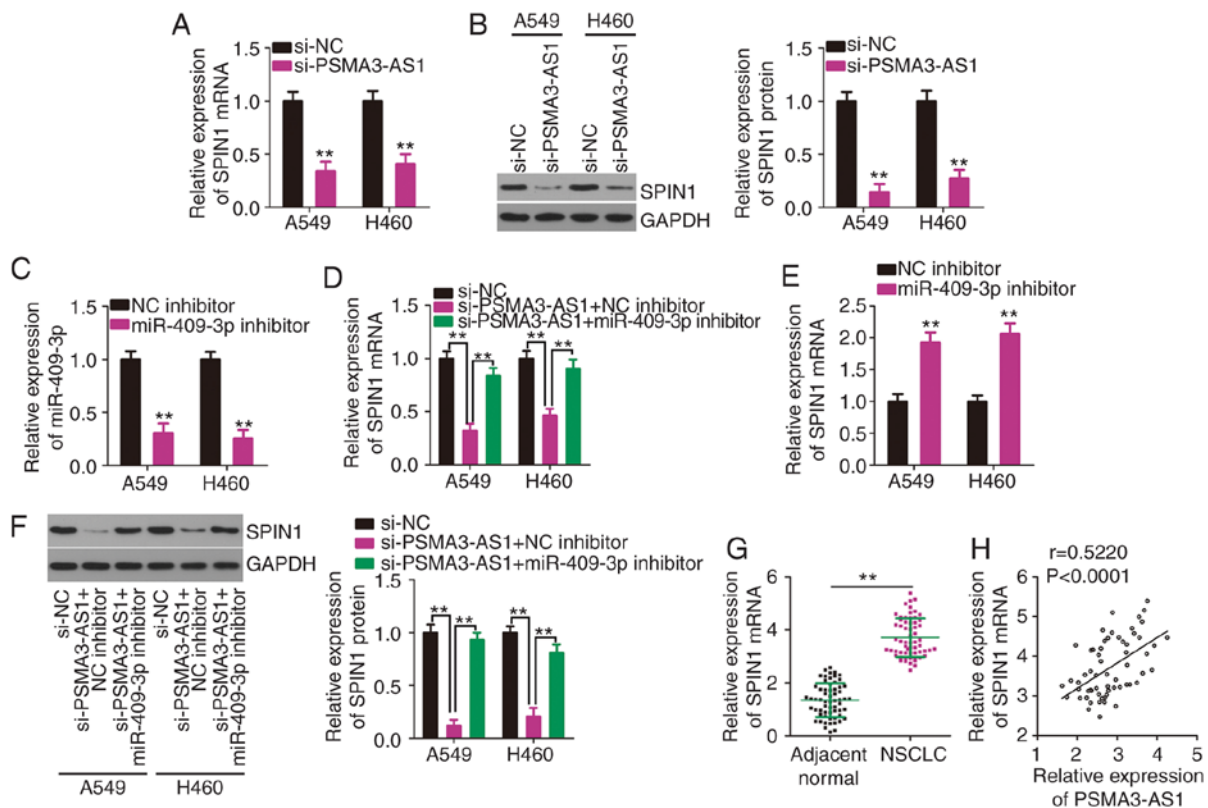 A
si-NC
si-PSMA3-AS1
Relative expression
of SPIN1 mRNA
1.5
1.0
0.5
0.0
**
**
A549
H460
B
A549
H460
si-NC
si-PSMA3-AS1
si-NC
si-PSMA3-AS1
SPIN1
GAPDH
si-NC
si-PSMA3-AS1
Relative expression
of SPIN1 protein
1.5
1.0
0.5
0.0
**
**
A549
H460
C
NC inhibitor
miR-409-3p inhibitor
Relative expression
of miR-409-3p
1.5
1.0
0.5
0.0
**
**
A549
H460
D
si-NC
si-PSMA3-AS1+NC inhibitor
si-PSMA3-AS1+miR-409-3p inhibitor
Relative expression
of SPIN1 mRNA
1.5
1.0
0.5
0.0
**
**
**
**
A549
H460
E
NC inhibitor
miR-409-3p inhibitor
Relative expression
of SPIN1 mRNA
2.5
2.0
1.5
1.0
0.5
0.0
**
**
A549
H460
F
SPIN1
GAPDH
si-NC
si-PSMA3-AS1+
NC inhibitor
si-PSMA3-AS1+
miR-409-3p inhibitor
si-NC
si-PSMA3-AS1+
NC inhibitor
si-PSMA3-AS1+
miR-409-3p inhibitor
A549
H460
si-NC
si-PSMA3-AS1+NC inhibitor
si-PSMA3-AS1+miR-409-3p inhibitor
Relative expression
of SPIN1 protein
1.5
1.0
0.5
0.0
**
**
**
**
A549
H460
G
Relative expression
of SPIN1 mRNA
6
4
2
0
**
Adjacent
normal
NSCLC
H
r=0.5220
P<0.0001
Relative expression
of SPIN1 mRNA
6
5
4
3
2
1
2
3
4
5
Relative expression
of PSMA3-AS1